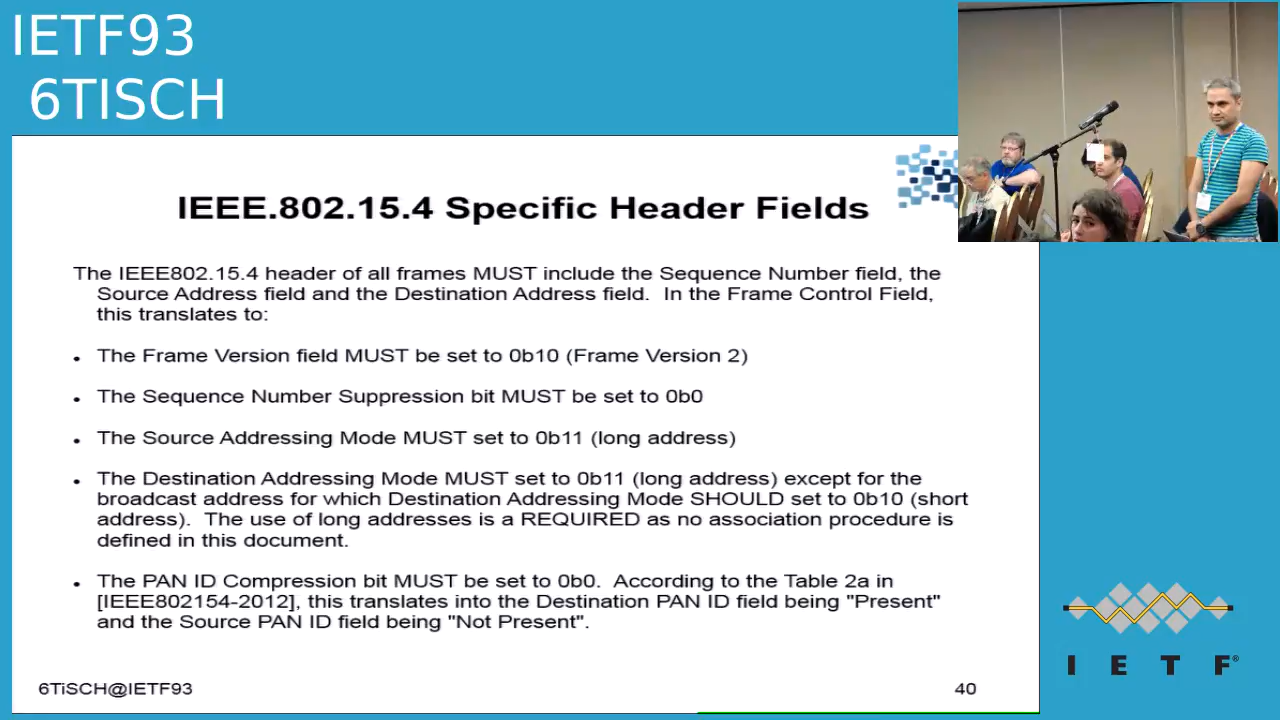 IETF93
6TISCH
IEEE.802.15.4 Specific Header Fields
The IEEE802.15.4 header of all frames MUST include the Sequence Number field, the
Source Address field and the Destination Address field. In the Frame Control Field,
this translates to:
• The Frame Version field MUST be set to 0b10 (Frame Version 2)
• The Sequence Number Suppression bit MUST be set to 0b0
• The Source Addressing Mode MUST set to 0b11 (long address)
• The Destination Addressing Mode MUST set to 0b11 (long address) except for the
broadcast address for which Destination Addressing Mode SHOULD set to 0b10 (short
address). The use of long addresses is a REQUIRED as no association procedure is
defined in this document.
• The PAN ID Compression bit MUST be set to 0b0. According to the Table 2a in
[IEEE802154-2012], this translates into the Destination PAN ID field being "Present"
and the Source PAN ID field being "Not Present".
6TiSCH@IETF93
40
I E T F®